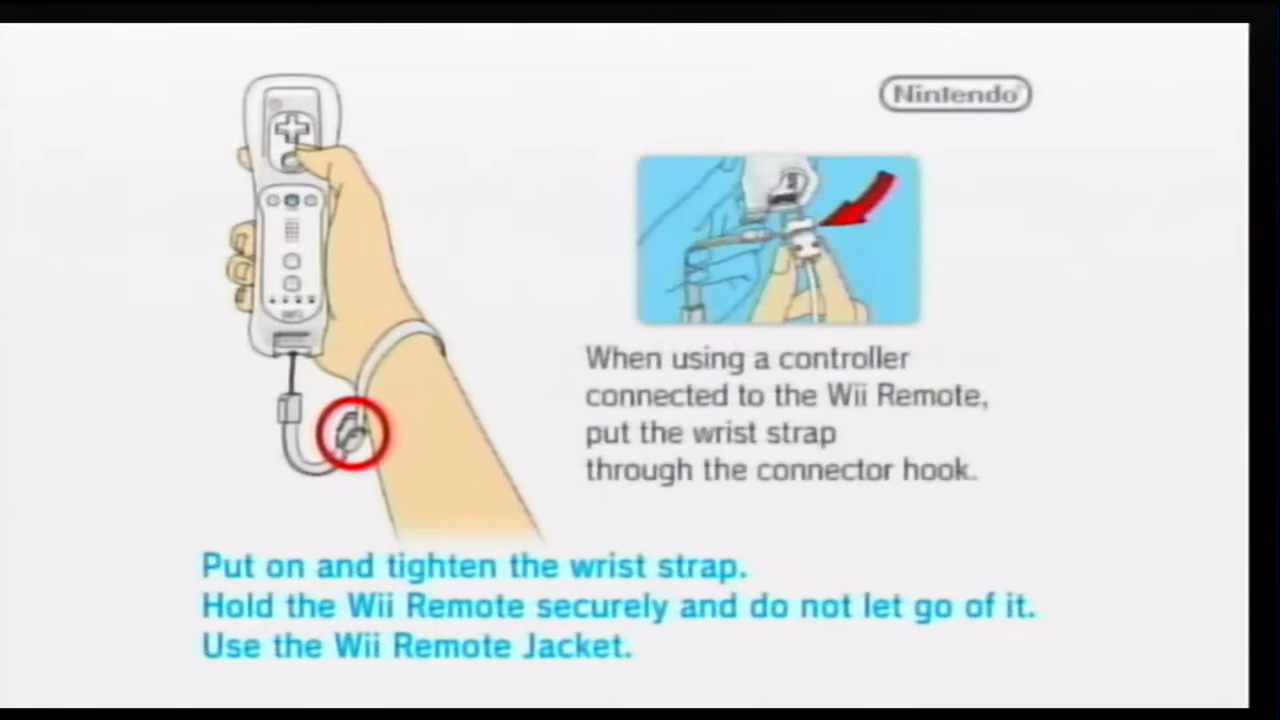 Nintendo
When using a controller
connected to the Wii Remote,
put the wrist strap
through the connector hook.
Put on and tighten the wrist strap.
Hold the Wii Remote securely and do not let go of it.
Use the Wii Remote Jacket.